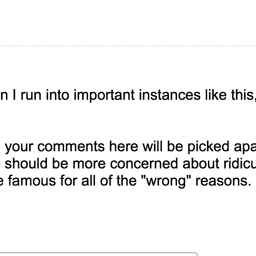 n I run into important instances like this,
your comments here will be picked apa
should be more concerned about ridicu
e famous for all of the "wrong" reasons.